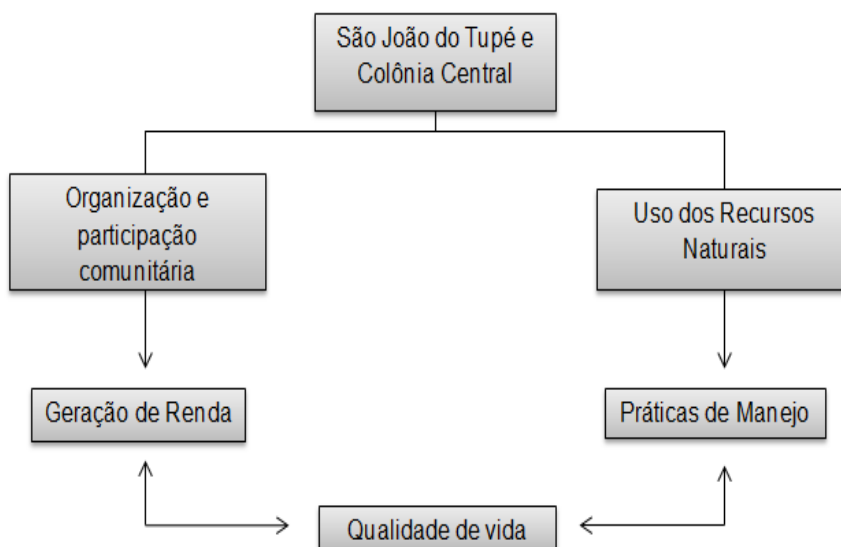 São João do Tupé e
Colônia Central
Organização e
participação
comunitária
Uso dos Recursos
Naturais
Geração de Renda
Práticas de Manejo
Qualidade de vida